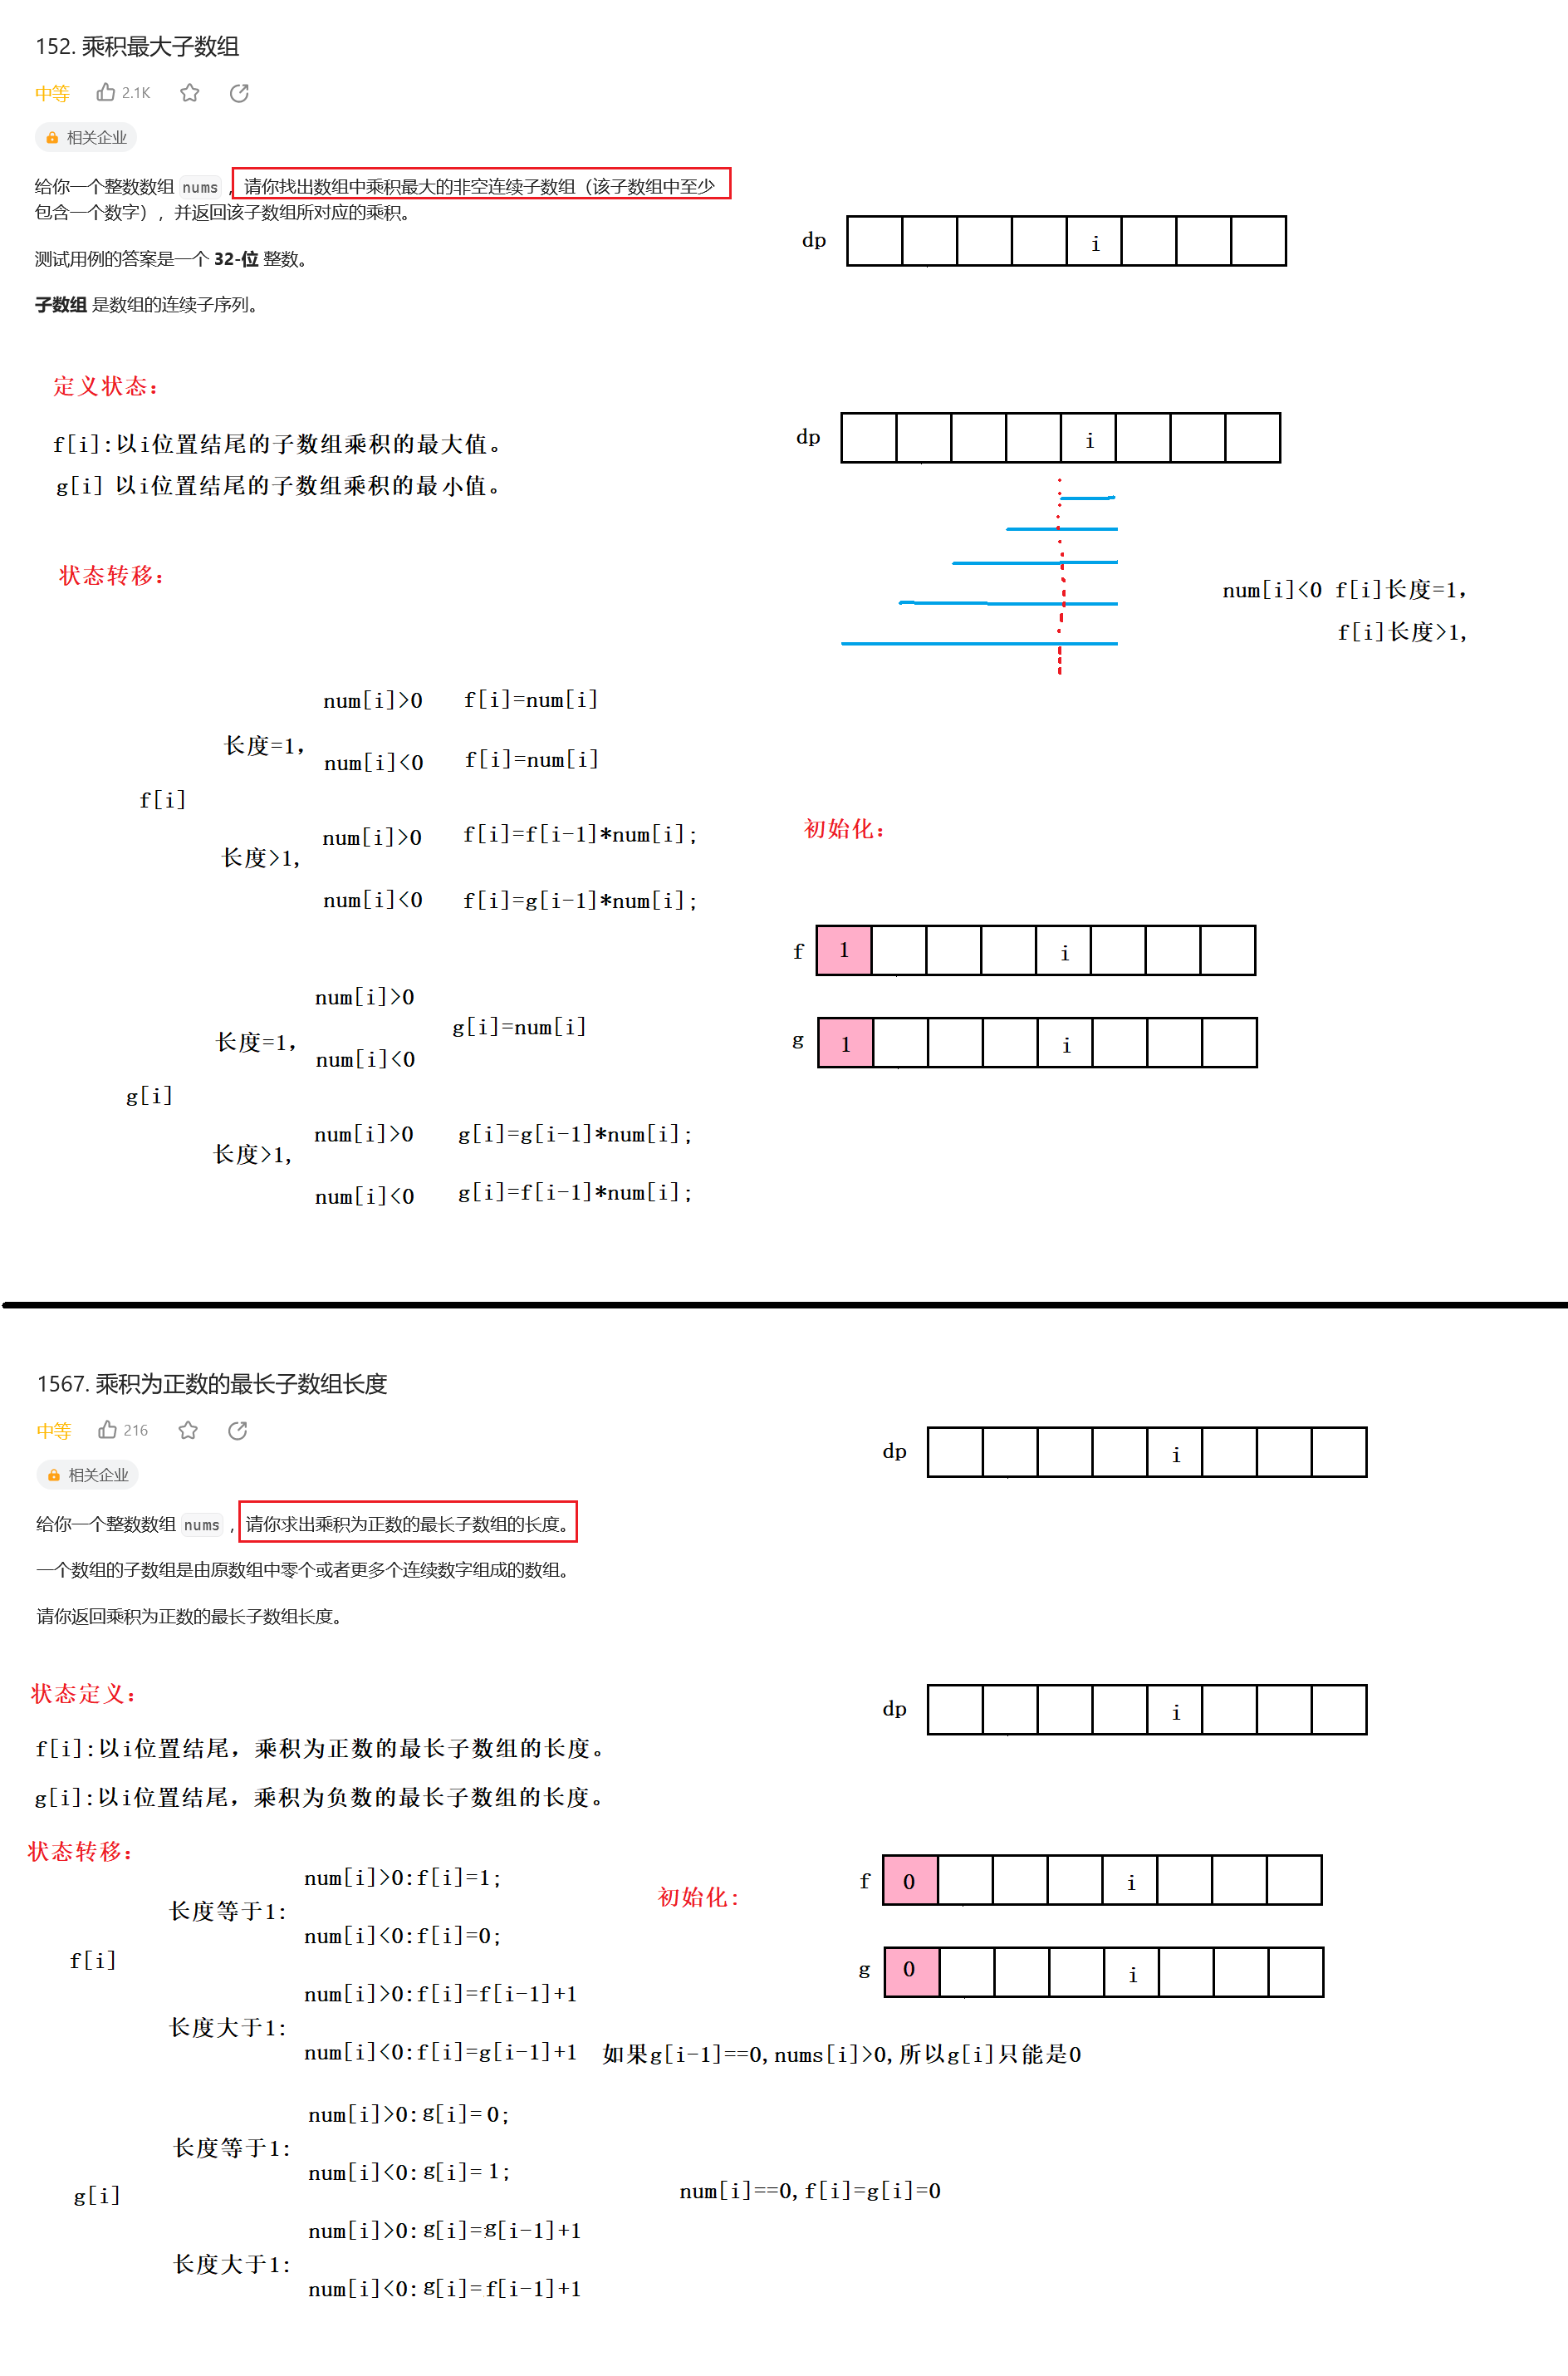 152. 乘积最大子数组
中等 2.1K
相关企业
给你一个整数数组 nums ，请你找出数组中乘积最大的非空连续子数组（该子数组中至少
包含一个数字），并返回该子数组所对应的乘积。
测试用例的答案是一个 32-位 整数。
子数组 是数组的连续子序列。
dp i
定义状态：
f[i]:以i位置结尾的子数组乘积的最大值。
g[i] 以i位置结尾的子数组乘积的最小值。
dp i
状态转移：
num[i]<0 f[i]长度=1，
f[i]长度>1，
num[i]>0 f[i]=num[i]
长度=1，
num[i]<0 f[i]=num[i]
f[i]
num[i]>0 f[i]=f[i-1]*num[i];
长度>1，
num[i]<0 f[i]=g[i-1]*num[i];
初始化：
f 1 i
g 1 i
num[i]>0
g[i]=num[i]
长度=1，
num[i]<0
g[i]
num[i]>0 g[i]=g[i-1]*num[i];
长度>1，
num[i]<0 g[i]=f[i-1]*num[i];
1567. 乘积为正数的最长子数组长度
中等 216
相关企业
给你一个整数数组 nums ，请你求出乘积为正数的最长子数组的长度。
一个数组的子数组是由原数组中零个或者更多个连续数字组成的数组。
请你返回乘积为正数的最长子数组长度。
dp i
状态定义：
f[i]:以i位置结尾，乘积为正数的最长子数组的长度。
g[i]:以i位置结尾，乘积为负数的最长子数组的长度。
dp i
状态转移：
num[i]>0:f[i]=1;
长度等于1：
num[i]<0:f[i]=0;
f[i]
num[i]>0:f[i]=f[i-1]+1
长度大于1：
num[i]<0:f[i]=g[i-1]+1 如果g[i-1]==0,nums[i]>0,所以g[i]只能是0
初始化：
f 0 i
g 0 i
num[i]>0:g[i]=0;
长度等于1：
num[i]<0:g[i]=1;
g[i]
num[i]==0,f[i]=g[i]=0
num[i]>0:g[i]=g[i-1]+1
长度大于1：
num[i]<0:g[i]=f[i-1]+1